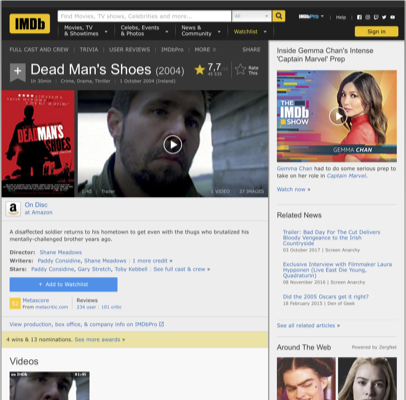 IMDb
Find Movies, TV shows, Celebrities and more...
All
IMDbPro
Help
Movies, TV & Showtimes
Celebs, Events & Photos
News & Community
Watchlist
Sign in
FULL CAST AND CREW | TRIVIA | USER REVIEWS | IMDbPro | MORE
SHARE
Dead Man's Shoes (2004)
7,7
Rate This
1h 30min | Crime, Drama, Thriller | 1 October 2004 (Ireland)
DEAD MAN'S SHOES
Trailer
1 VIDEO | 37 IMAGES
On Disc
at Amazon
A disaffected soldier returns to his hometown to get even with the thugs who brutalized his
mentally-challenged brother years ago.
Director: Shane Meadows
Writers: Paddy Considine, Shane Meadows | 1 more credit »
Stars: Paddy Considine, Gary Stretch, Toby Kebbell | See full cast & crew »
+ Add to Watchlist
Metascore
From metacritic.com
Reviews
234 user | 101 critic
View production, box office, & company info on IMDbPro
4 wins & 13 nominations. See more awards »
Videos
Inside Gemma Chan's Intense
'Captain Marvel' Prep
THE IMDb SHOW
GEMMA CHAN
Gemma Chan had to do some serious prep to
take on her role in Captain Marvel.
Watch now »
Related News
Trailer: Bad Day For The Cut Delivers
Bloody Vengeance to the Irish
Countryside
03 October 2017 | Screen Anarchy
Exclusive Interview with Filmmaker Laura
Hypponen (Live East Die Young,
Quadraturin)
08 November 2016 | Screen Anarchy
Did the 2005 Oscars get it right?
18 February 2015 | Den of Geek
See all related articles »
Around The Web
Powered by ZergNet